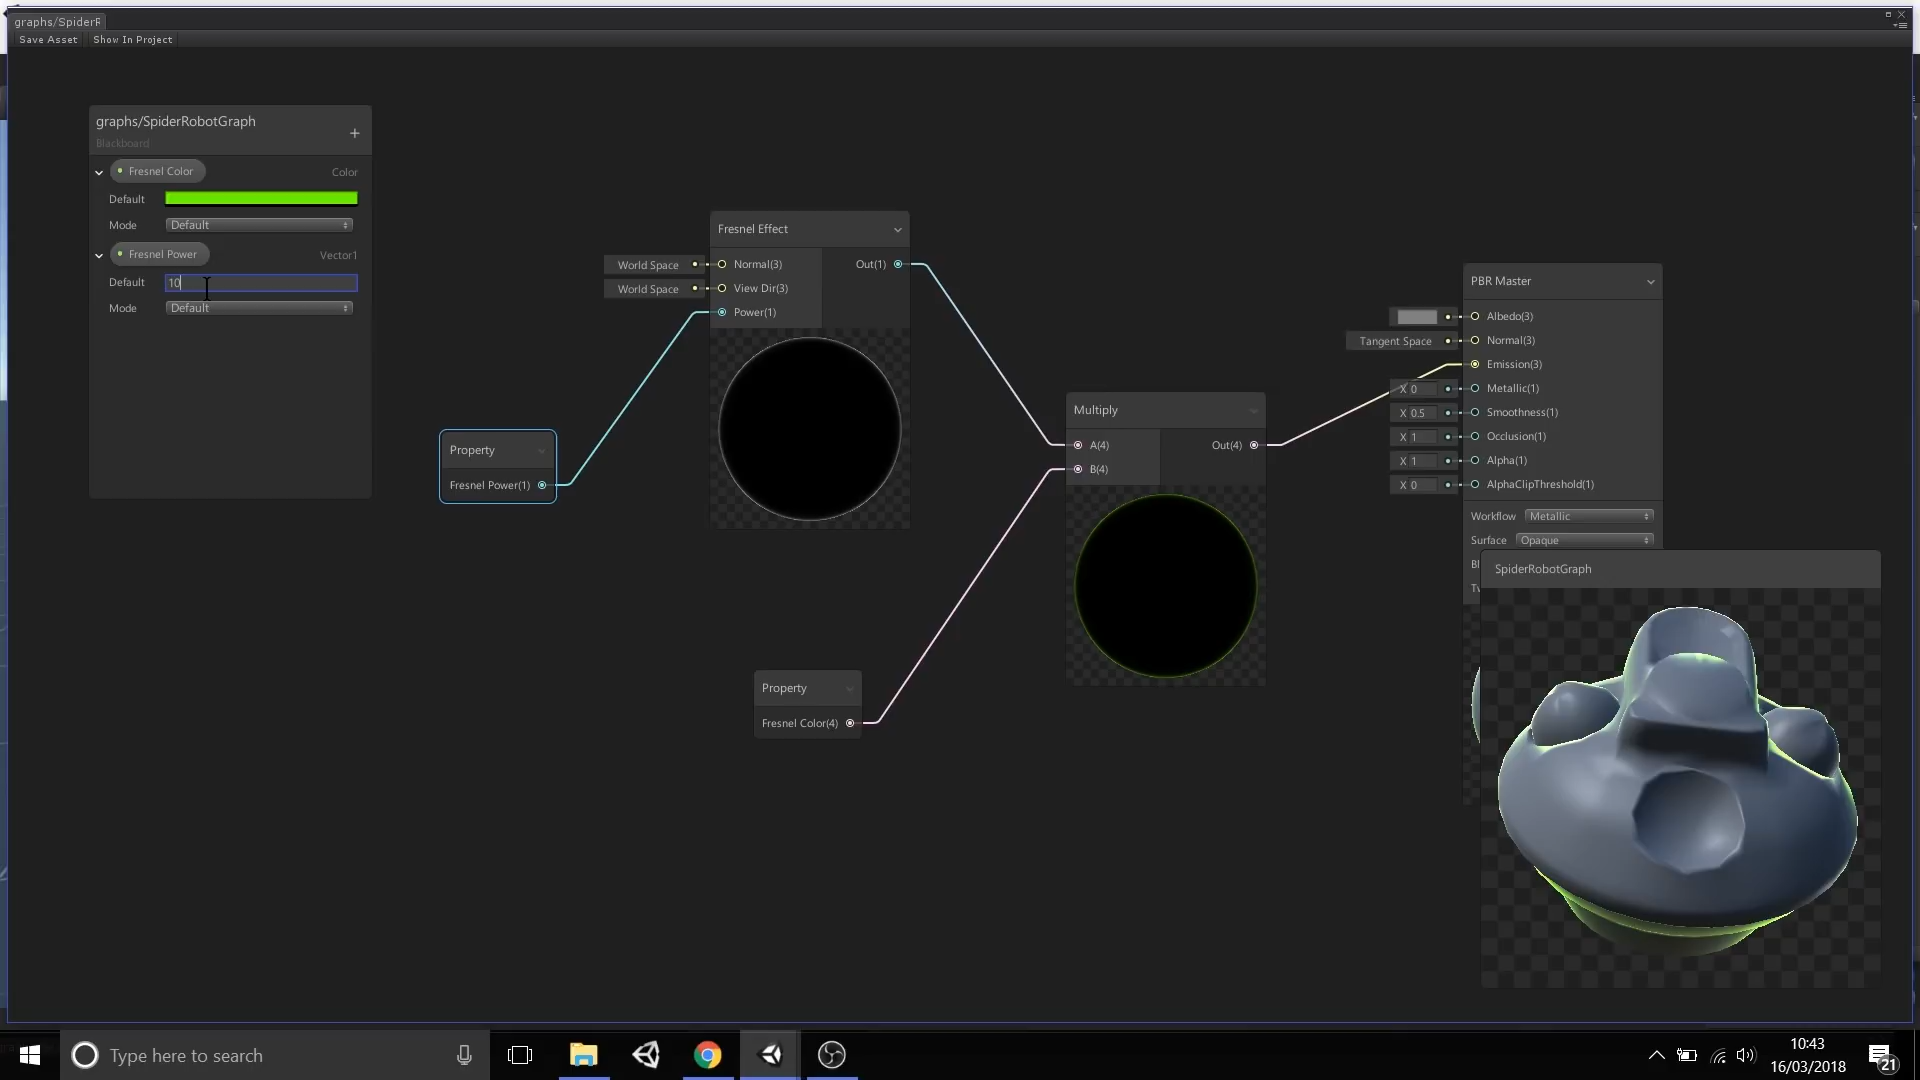 graphs/SpiderR
Save Asset
Show In Project
graphs/SpiderRobotGraph
Blackboard
Fresnel Color
Color
Default
Mode
Default
Fresnel Power
Vector1
Default
10
Mode
Default
Fresnel Effect
World Space
Normal(3)
Out(1)
World Space
View Dir(3)
Power(1)
Property
Fresnel Power(1)
Property
Fresnel Color(4)
Multiply
A(4)
Out(4)
B(4)
PBR Master
Albedo(3)
Tangent Space
Normal(3)
Emission(3)
X 0
Metallic(1)
X 0.5
Smoothness(1)
X 1
Occlusion(1)
X 1
Alpha(1)
X 0
AlphaClipThreshold(1)
Workflow
Metallic
Surface
Opaque
Bl
Tw
SpiderRobotGraph
Type here to search
10:43
16/03/2018
21